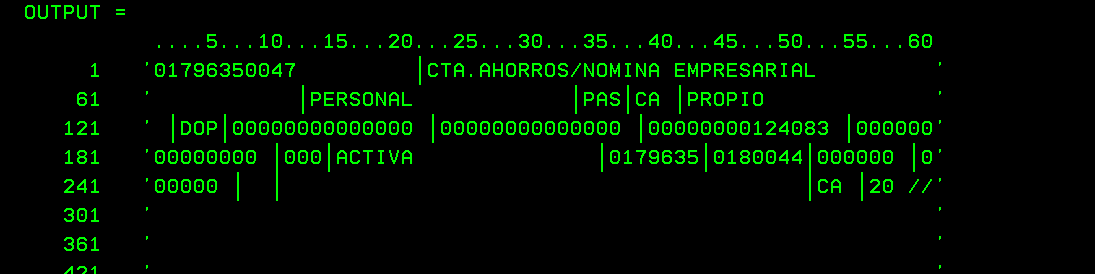 OUTPUT =
....5...10...15...20...25...30...35...40...45...50...55...60
1 '01796350047         |CTA.AHORROS/NOMINA EMPRESARIAL         '
61 '           |PERSONAL            |PAS|CA |PROPIO             '
121 ' |DOP|00000000000000 |00000000000000 |00000000124083 |000000'
181 '00000000 |000|ACTIVA              |0179635|0180044|000000 |0'
241 '00000 |  |                                        |CA |20 //'
301 '                                                            '
361 '                                                            '
421 '